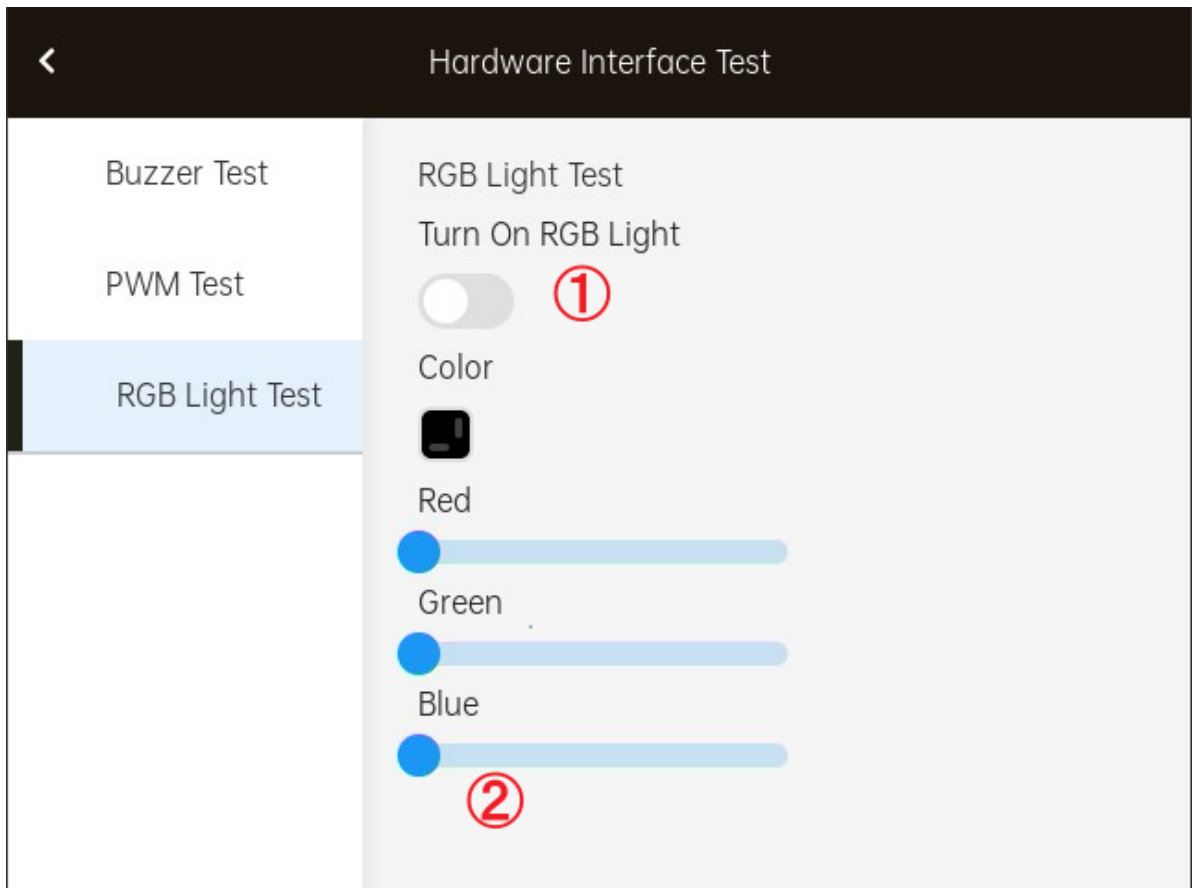 Hardware Interface Test
Buzzer Test
PWM Test
RGB Light Test
RGB Light Test
Turn On RGB Light
①
Color
Red
Green
Blue
②